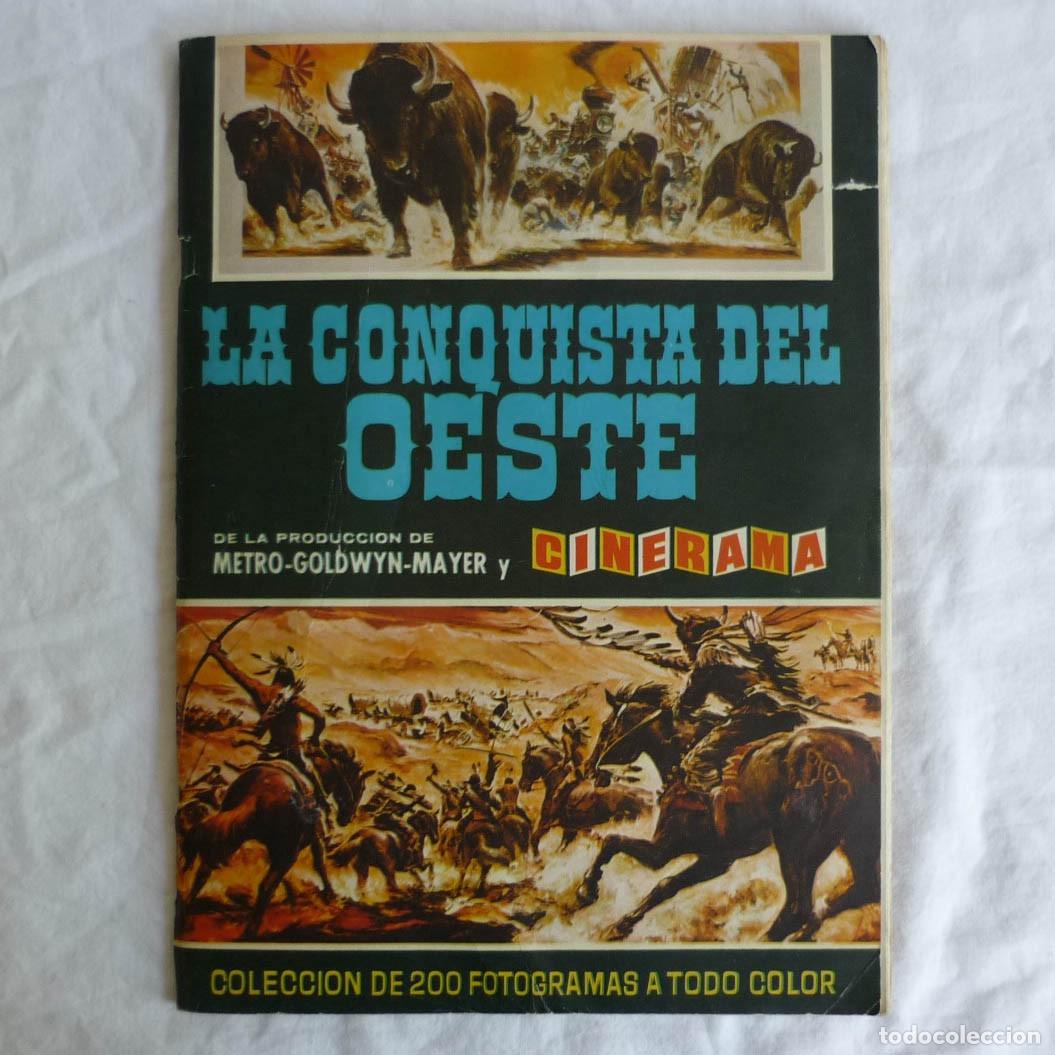 LA CONQUISTA DEL
OESTE
DE LA PRODUCCION DE
METRO-GOLDWYN-MAYER y CINERAMA
COLECCION DE 200 FOTOGRAMAS A TODO COLOR
todocoleccion